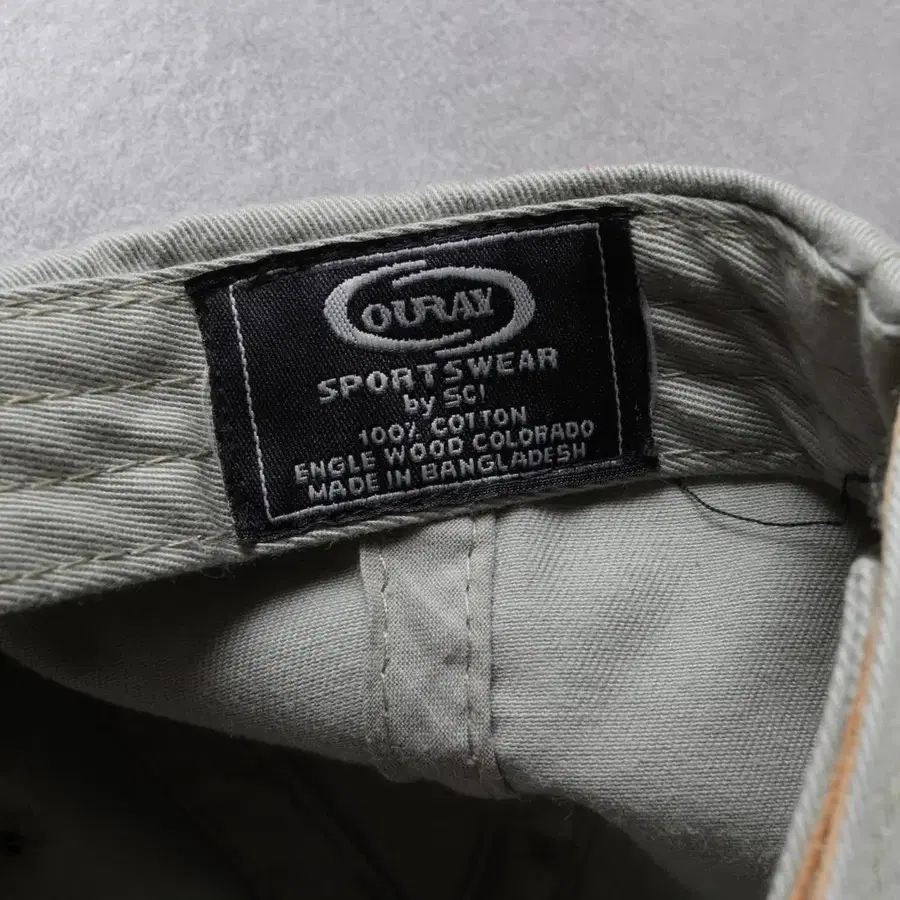 OURAY
SPORTSWEAR
by SCI
100% COTTON
ENGLE WOOD COLORADO
MADE IN BANGLADESH